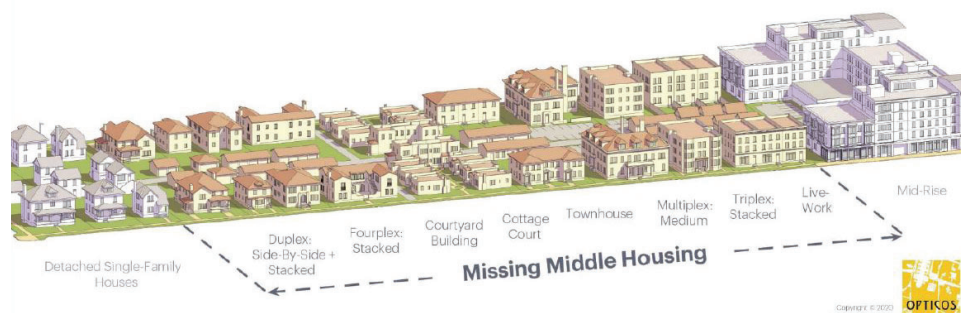 Detached Single-Family
Houses
Duplex:
Side-By-Side +
Stacked
Fourplex:
Stacked
Courtyard
Building
Cottage
Court
Townhouse
Multiplex:
Medium
Triplex:
Stacked
Live-
Work
Mid-Rise
Missing Middle Housing
Copyright © 2020
OPTICOS